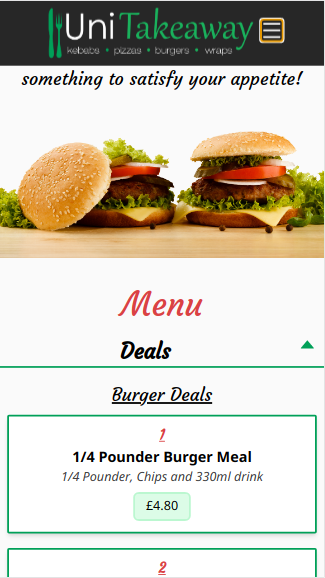 Uni Takeaway
kebabs • pizzas • burgers • wraps
something to satisfy your appetite!
Menu
Deals
Burger Deals
1
1/4 Pounder Burger Meal
1/4 Pounder, Chips and 330ml drink
£4.80
2